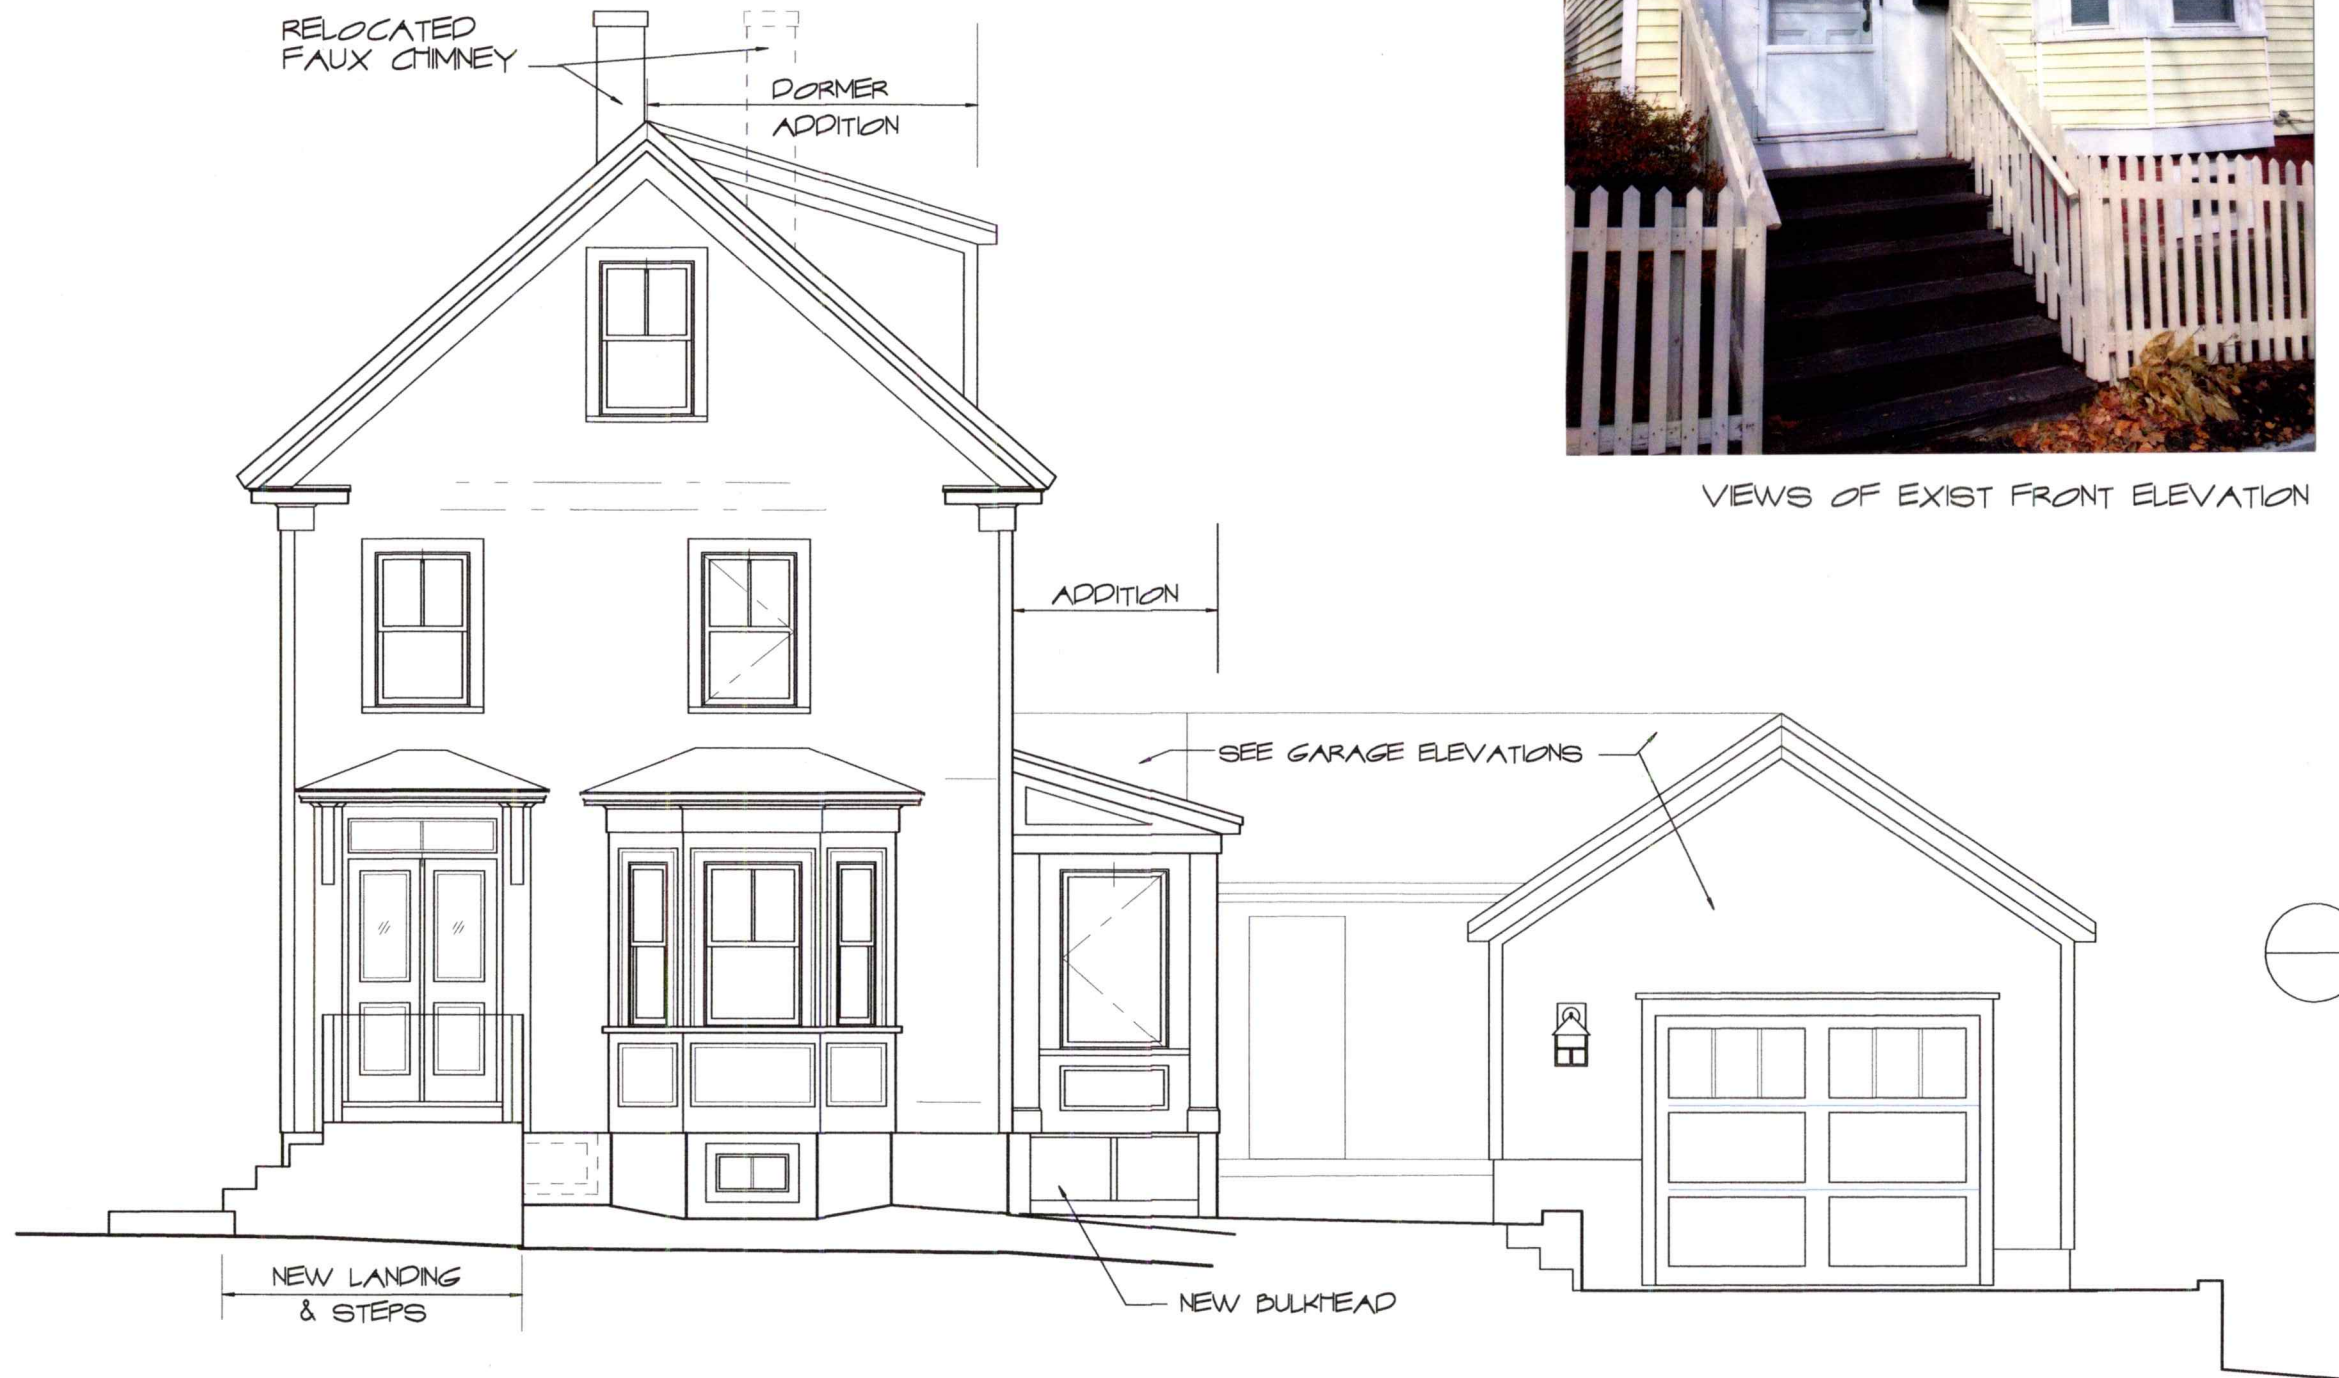 RELOCATED
FAUX CHIMNEY
DORMER
ADDITION
VIEWS OF EXIST FRONT ELEVATION
ADDITION
SEE GARAGE ELEVATIONS
NEW LANDING
& STEPS
NEW BULKHEAD